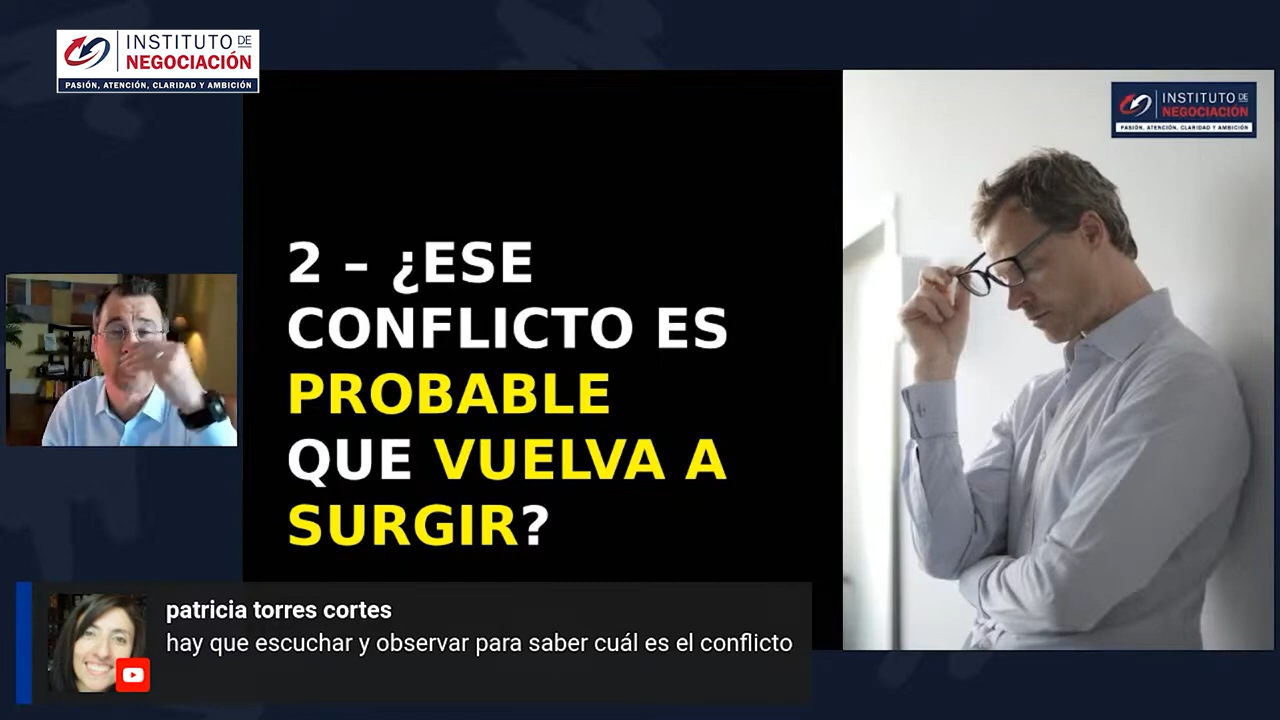 INSTITUTO DE
NEGOCIACIÓN
PASIÓN, ATENCIÓN, CLARIDAD Y AMBICIÓN
INSTITUTO DE
NEGOCIACIÓN
PASIÓN, ATENCIÓN, CLARIDAD Y AMBICIÓN
2 – ¿ESE
CONFLICTO ES
PROBABLE
QUE VUELVA A
SURGIR?
patricia torres cortes
hay que escuchar y observar para saber cuál es el conflicto